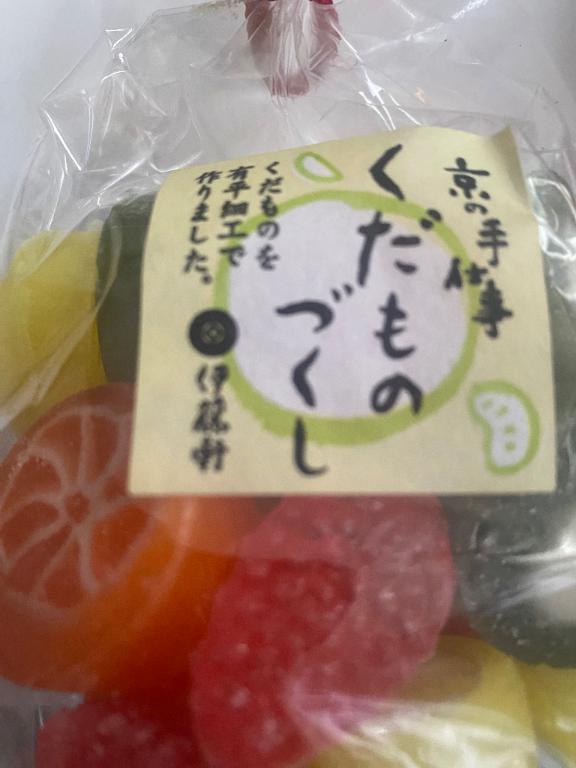 京の手仕事
くだもの
づくし
くだものを
有平細工で
作りました。
伊藤軒